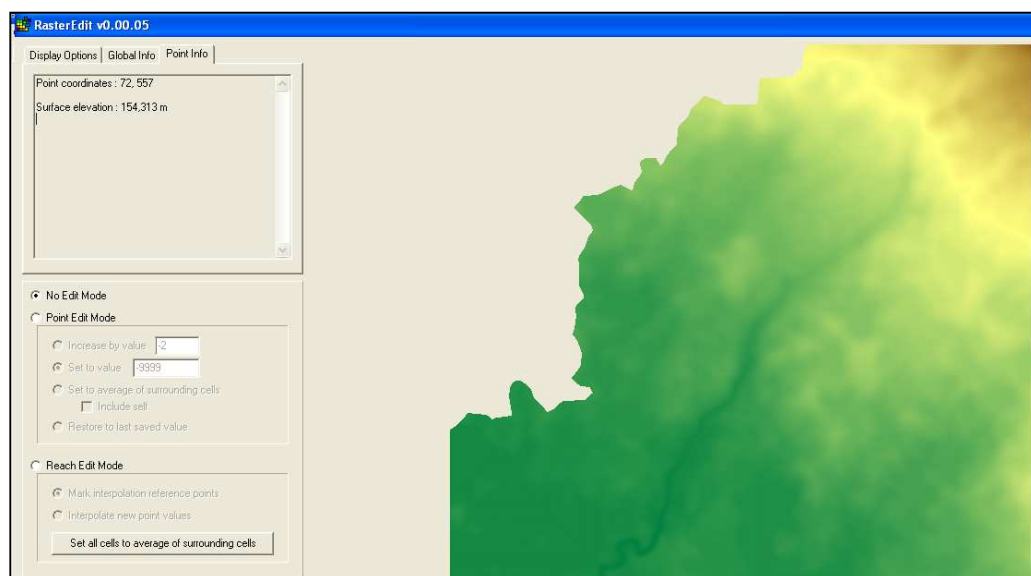 RasterEdit v0.00.05
Display Options Global Info Point Info
Point coordinates : 72, 557
Surface elevation : 154,313 m
No Edit Mode
Point Edit Mode
Increase by value -2
Set to value -9999
Set to average of surrounding cells
Include self
Restore to last saved value
Reach Edit Mode
Mark interpolation reference points
Interpolate new point values
Set all cells to average of surrounding cells